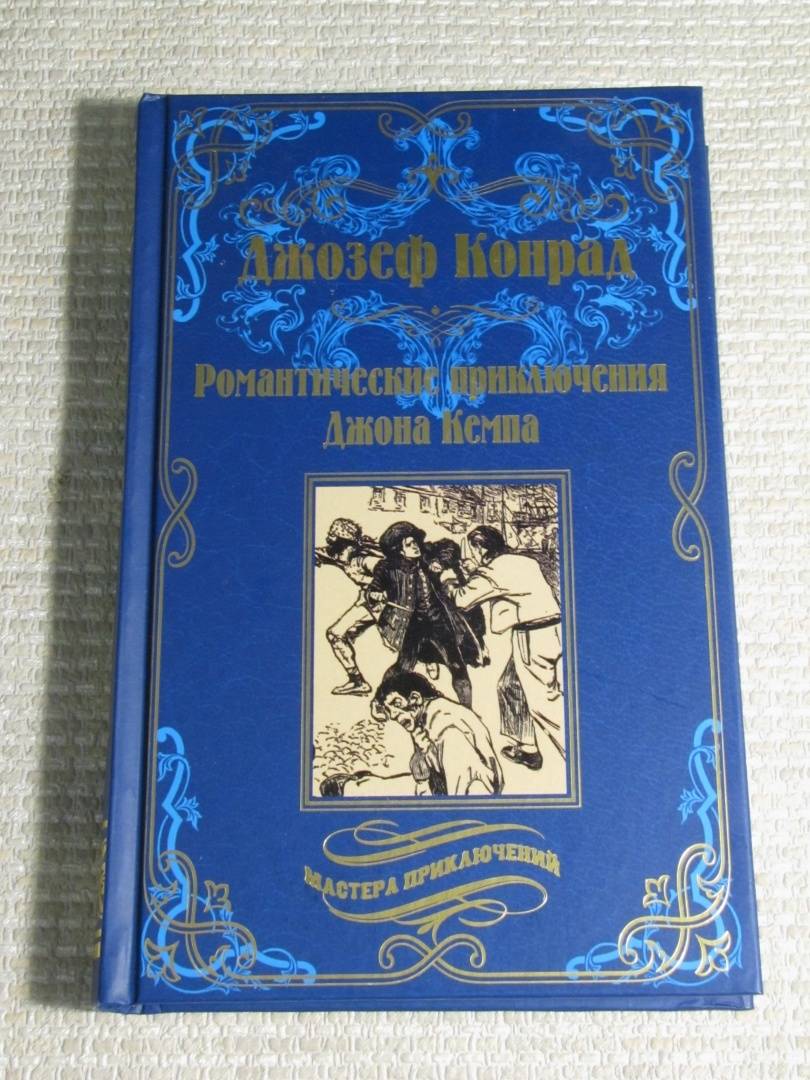 Джозеф Конрад
Романтические приключения
Джона Кемпа
МАСТЕРА ПРИКЛЮЧЕНИЙ